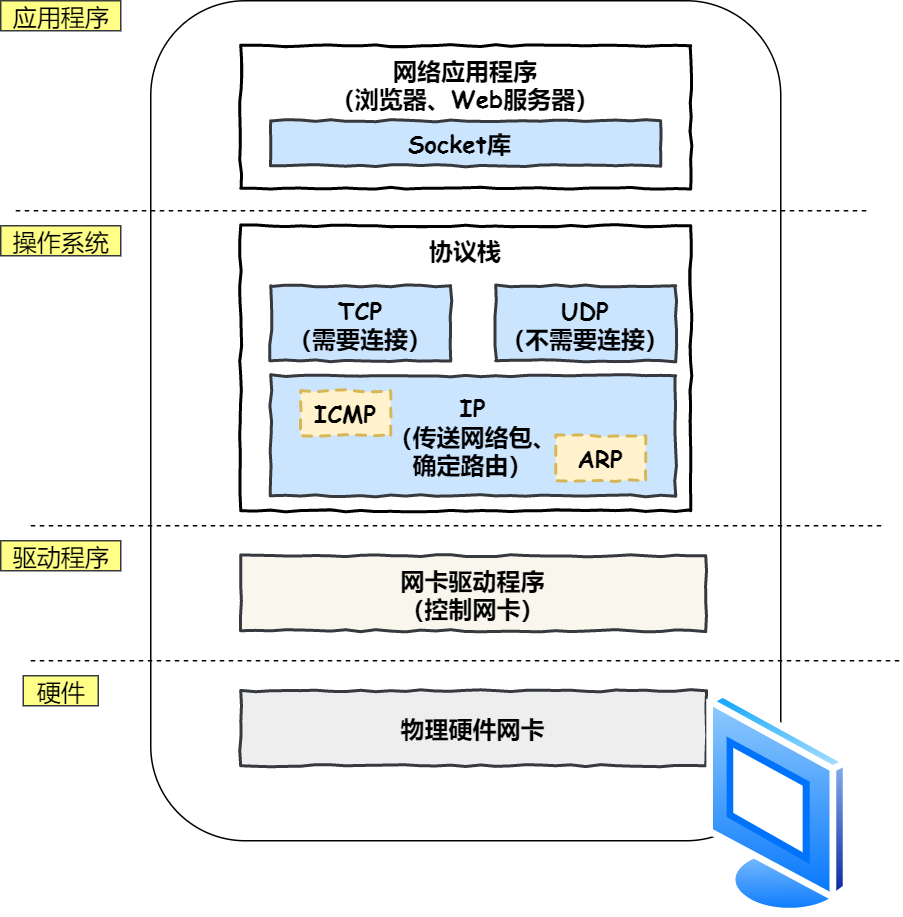 应用程序
网络应用程序
（浏览器、Web服务器）
Socket库
操作系统
协议栈
TCP
（需要连接）
UDP
（不需要连接）
ICMP
IP
（传送网络包、
确定路由）
ARP
驱动程序
网卡驱动程序
（控制网卡）
硬件
物理硬件网卡